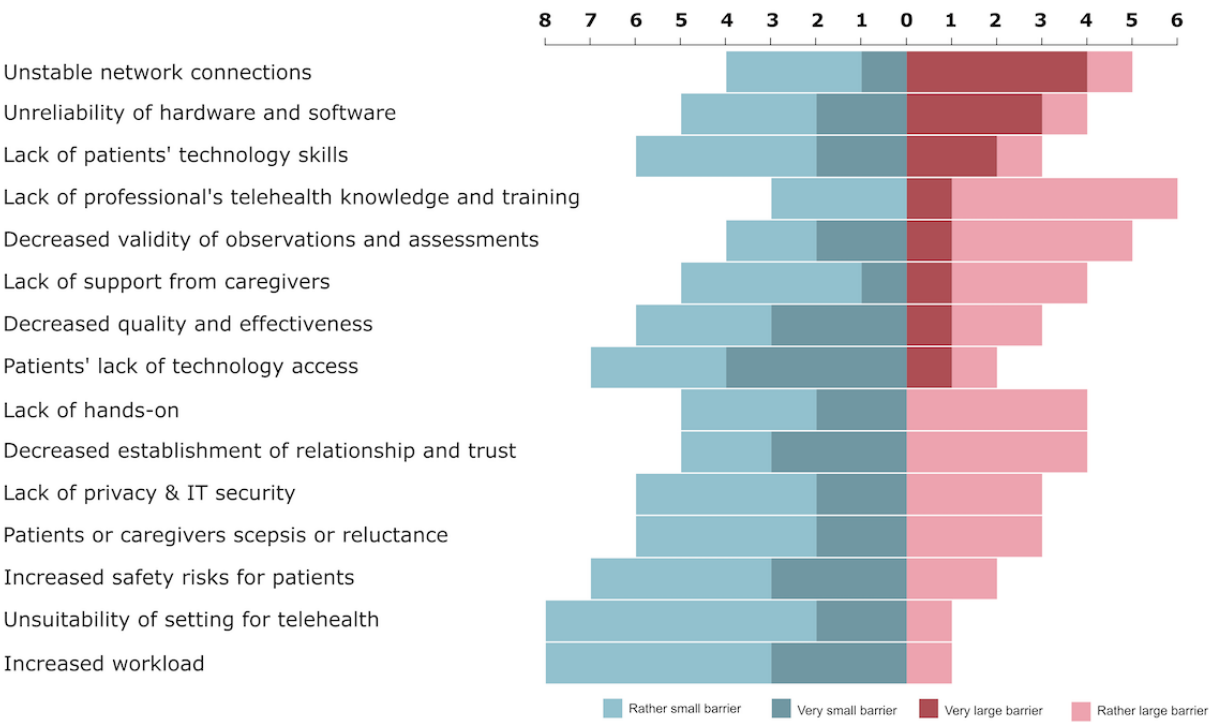 8 7 6 5 4 3 2 1 0 1 2 3 4 5 6
Unstable network connections
Unreliability of hardware and software
Lack of patients' technology skills
Lack of professional's telehealth knowledge and training
Decreased validity of observations and assessments
Lack of support from caregivers
Decreased quality and effectiveness
Patients' lack of technology access
Lack of hands-on
Decreased establishment of relationship and trust
Lack of privacy & IT security
Patients or caregivers scepsis or reluctance
Increased safety risks for patients
Unsuitability of setting for telehealth
Increased workload
Rather small barrier Very small barrier Very large barrier Rather large barrier